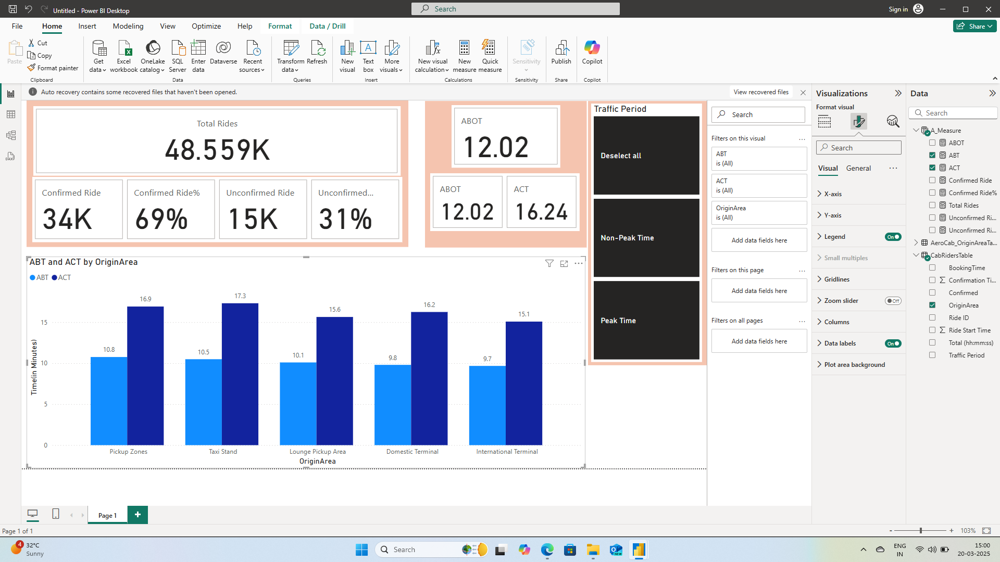 Untitled - Power BI Desktop
Search
Sign in
File
Home
Insert
Modeling
View
Optimize
Help
Format
Data / Drill
Share
Paste
Cut
Copy
Format painter
Clipboard
Get data
Excel workbook
OneLake catalog
SQL Server
Enter data
Dataverse
Recent sources
Data
Transform data
Refresh
Queries
New visual
Text box
More visuals
Insert
New visual calculation
New measure
Quick measure
Calculations
Sensitivity
Sensitivity
Publish
Share
Copilot
Copilot
Auto recovery contains some recovered files that haven't been opened.
View recovered files
Total Rides
48.559K
Confirmed Ride
34K
Confirmed Ride%
69%
Unconfirmed Ride
15K
Unconfirmed...
31%
ABOT
12.02
ABOT
12.02
ACT
16.24
Traffic Period
Deselect all
Non-Peak Time
Peak Time
ABT and ACT by OriginArea
ABT
ACT
Time(in Minutes)
15
10
5
0
10.8
16.9
10.5
17.3
10.1
15.6
9.8
16.2
9.7
15.1
Pickup Zones
Taxi Stand
Lounge Pickup Area
Domestic Terminal
International Terminal
OriginArea
Search
Filters on this visual
...
ABT
is (All)
ACT
is (All)
OriginArea
is (All)
Add data fields here
Filters on this page
...
Add data fields here
Filters on all pages
...
Add data fields here
Visualizations
Format visual
Search
Visual
General
...
X-axis
Y-axis
Legend
On
Small multiples
Gridlines
Zoom slider
Off
Columns
Data labels
On
Plot area background
Data
Search
A_Measure
ABOT
ABT
ACT
Confirmed Ride
Confirmed Ride%
Total Rides
Unconfirmed Ri...
Unconfirmed Ri...
AeroCab_OriginAreaTa...
CabRidersTable
BookingTime
Confirmation Ti...
Confirmed
OriginArea
Ride ID
Ride Start Time
Total (hh:mm:ss)
Traffic Period
Page 1
+
Page 1 of 1
-
+
103%
4
32°C
Sunny
Search
NEW
ENG
IN
15:00
20-03-2025